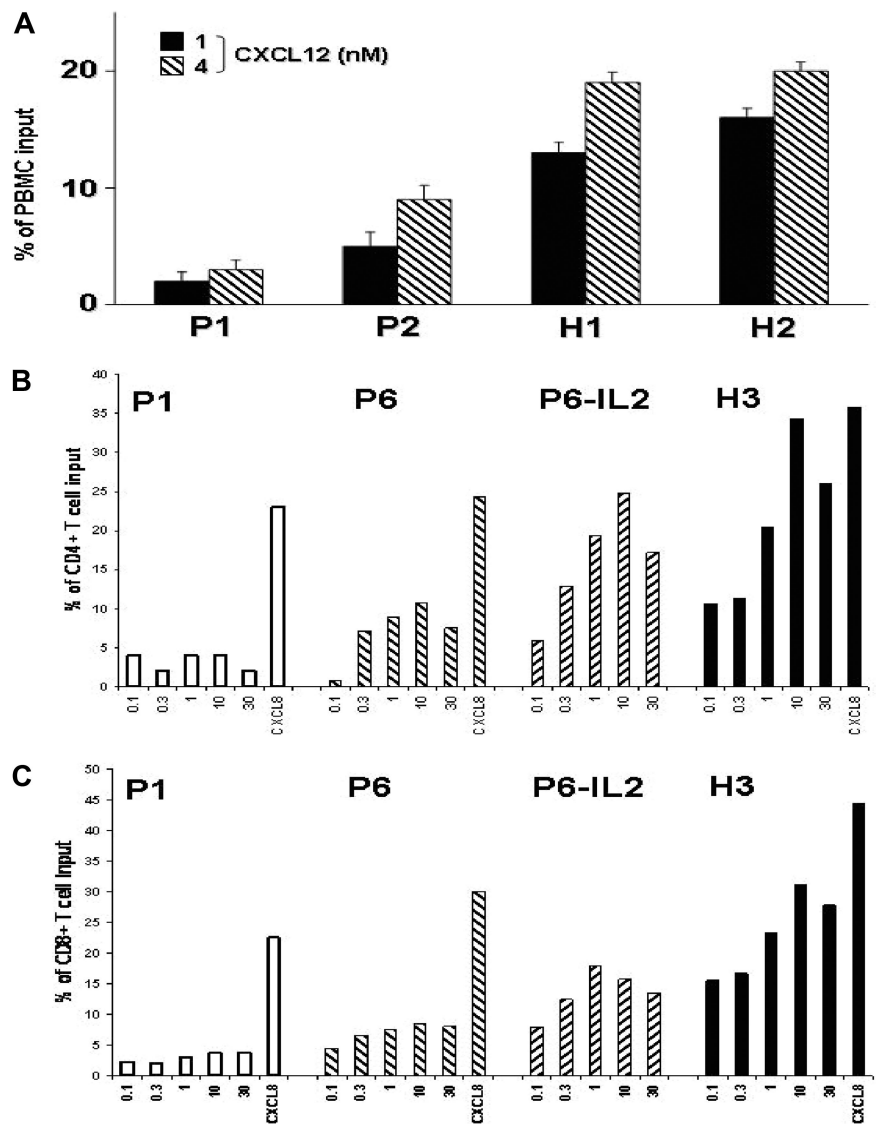 A
1
4
CXCL12 (nM)
% of PBMC input
20
10
0
P1 P2 H1 H2
B
% of CD4+ T cell input
40
35
30
25
20
15
10
5
0
P1 P6 P6-IL2 H3
0.1 0.3 1 10 30 CXCL8 0.1 0.3 1 10 30 CXCL8 0.1 0.3 1 10 30 0.1 0.3 1 10 30 CXCL8
C
% of CD8+ T cell Input
50
45
40
35
30
25
20
15
10
5
0
P1 P6 P6-IL2 H3
0.1 0.3 1 10 30 CXCL8 0.1 0.3 1 10 30 CXCL8 0.1 0.3 1 10 30 0.1 0.3 1 10 30 CXCL8